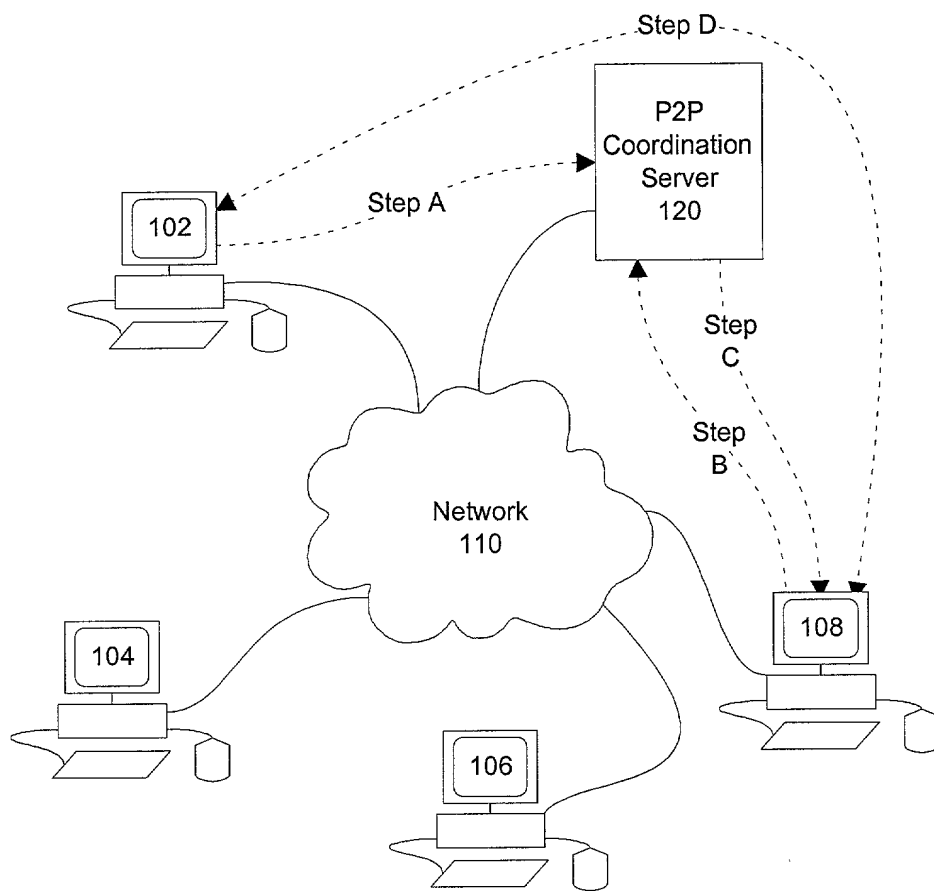 Step D
P2P
Coordination
Server
120
Step A
102
Step
C
Step
B
Network
110
108
104
106